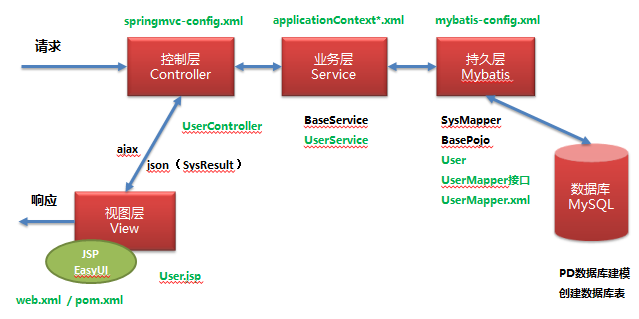 springmvc-config.xml
applicationContext*.xml
mybatis-config.xml
请求
控制层
Controller
业务层
Service
持久层
Mybatis
UserController
BaseService
UserService
SysMapper
BasePojo
User
UserMapper接口
UserMapper.xml
ajax
json（SysResult）
数据库
MySQL
响应
视图层
View
JSP
EasyUI
User.jsp
PD数据库建模
创建数据库表
web.xml / pom.xml